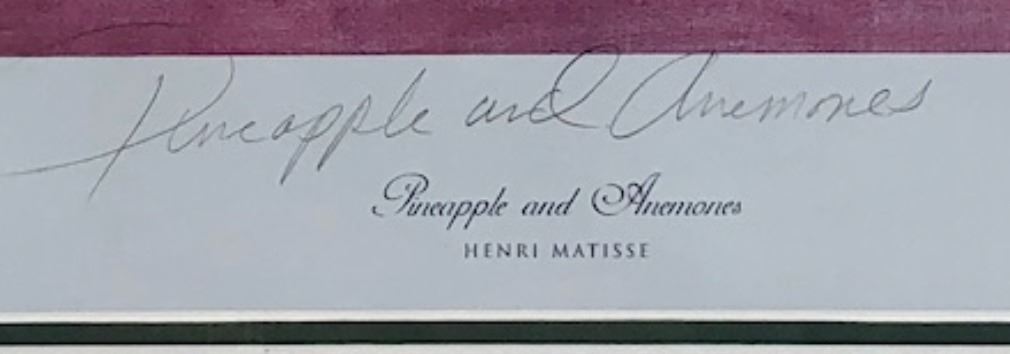 Pineapple and Anemones
Pineapple and Anemones
HENRI MATISSE